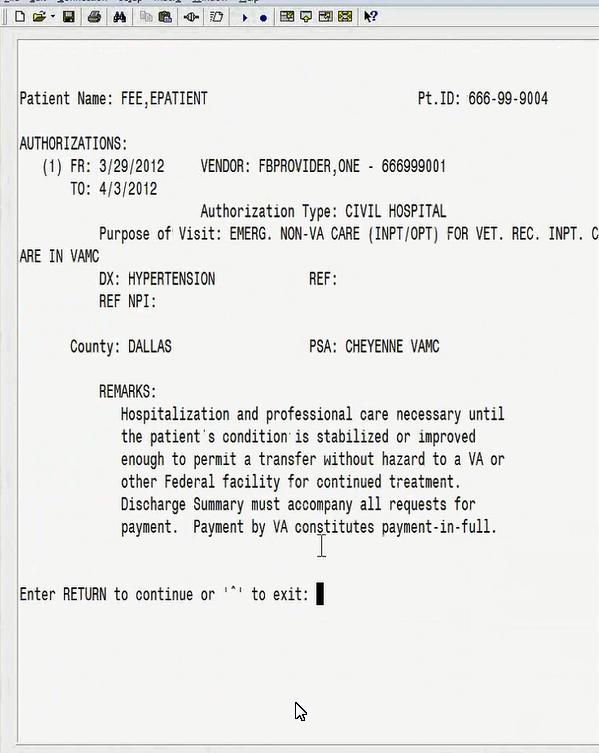 Patient Name: FEE,EPATIENT Pt.ID: 666-99-9004
AUTHORIZATIONS:
(1) FR: 3/29/2012 VENDOR: FBPROVIDER,ONE - 666999001
TO: 4/3/2012
Authorization Type: CIVIL HOSPITAL
Purpose of Visit: EMERG. NON-VA CARE (INPT/OPT) FOR VET. REC. INPT. C
ARE IN VAMC
DX: HYPERTENSION REF:
REF NPI:
County: DALLAS PSA: CHEYENNE VAMC
REMARKS:
Hospitalization and professional care necessary until
the patient's condition is stabilized or improved
enough to permit a transfer without hazard to a VA or
other Federal facility for continued treatment.
Discharge Summary must accompany all requests for
payment. Payment by VA constitutes payment-in-full.
Enter RETURN to continue or '^' to exit: